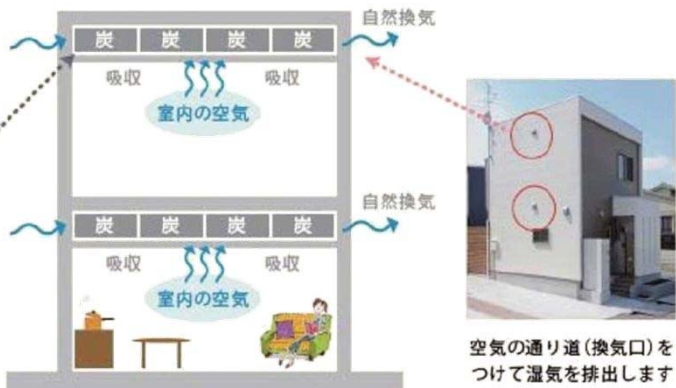 自然換気
炭 炭 炭 炭
吸収 吸収
室内の空気
自然換気
炭 炭 炭 炭
吸収 吸収
室内の空気
空気の通り道(換気口)を
つけて湿気を排出します